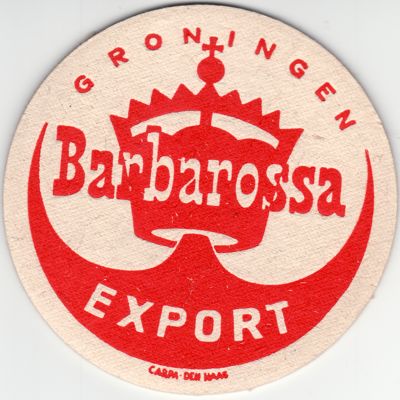 GRONINGEN
Barbarossa
EXPORT
CARPA - DEN HAAG